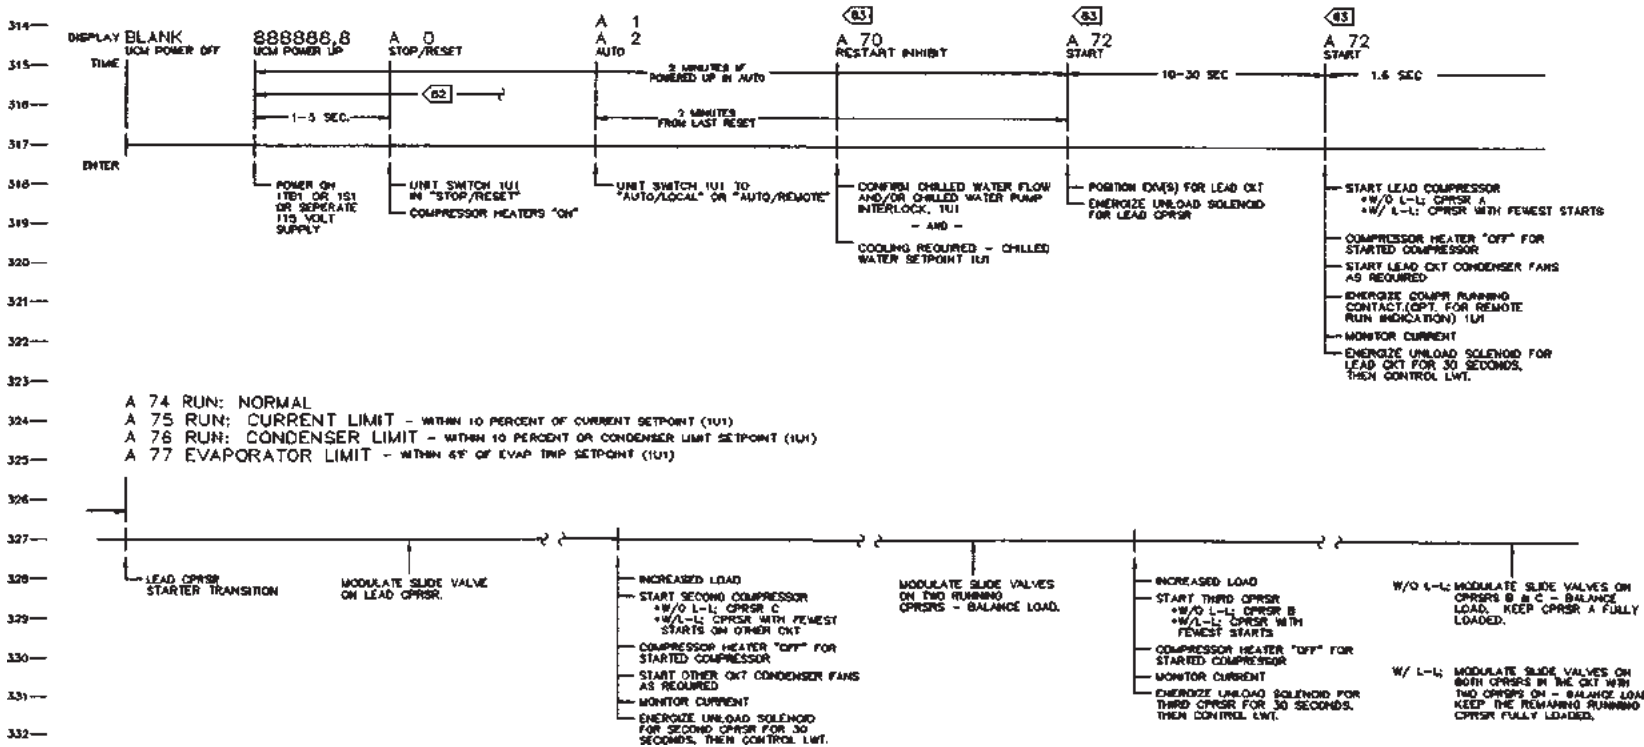 314
DISPLAY BLANK 888888,8 A 0 A 1 A 70 A 72 A 72
A 2
UCM POWER OFF UCM POWER UP STOP/RESET AUTO RESTART INHIBIT START START
83 83 83
315
TIME
2 MINUTES IF
POWERED UP IN AUTO
10-30 SEC
1.6 SEC
316
82
1-5 SEC.
2 MINUTES
FROM LAST RESET
317
ENTER
318
POWER ON
1TB1 OR 1S1
OR SEPERATE
115 VOLT
SUPPLY
UNIT SWITCH 1U1
IN "STOP/RESET"
COMPRESSOR HEATERS "ON"
UNIT SWITCH 1U1 TO
"AUTO/LOCAL" OR "AUTO/REMOTE"
CONFIRM CHILLED WATER FLOW
AND/OR CHILLED WATER PUMP
INTERLOCK, 1U1
- AND -
COOLING REQUIRED - CHILLED
WATER SETPOINT 1U1
POSITION EXV(S) FOR LEAD CKT
ENERGIZE UNLOAD SOLENOID
FOR LEAD CPRSR
START LEAD COMPRESSOR
*W/O L-L: CPRSR A
*W/ L-L: CPRSR WITH FEWEST STARTS
COMPRESSOR HEATER "OFF" FOR
STARTED COMPRESSOR
START LEAD CKT CONDENSER FANS
AS REQUIRED
ENERGIZE COMPR RUNNING
CONTACT.(OPT. FOR REMOTE
RUN INDICATION) 1U1
MONITOR CURRENT
ENERGIZE UNLOAD SOLENOID FOR
LEAD CKT FOR 30 SECONDS,
THEN CONTROL LWT.
319
320
321
322
323
A 74 RUN: NORMAL
324
A 75 RUN: CURRENT LIMIT - WITHIN 10 PERCENT OF CURRENT SETPOINT (1U1)
A 76 RUN: CONDENSER LIMIT - WITHIN 10 PERCENT OR CONDENSER LIMIT SETPOINT (1U1)
325
A 77 EVAPORATOR LIMIT - WITHIN OF EVAP TRIP SETPOINT (1U1)
326
327
328
LEAD CPRSR
STARTER TRANSITION
MODULATE SLIDE VALVE
ON LEAD CPRSR.
INCREASED LOAD
START SECOND COMPRESSOR
*W/O L-L: CPRSR C
*W/L-L: CPRSR WITH FEWEST
STARTS ON OTHER CKT
COMPRESSOR HEATER "OFF" FOR
STARTED COMPRESSOR
START OTHER CKT CONDENSER FANS
AS REQUIRED
MONITOR CURRENT
ENERGIZE UNLOAD SOLENOID
FOR SECOND CPRSR FOR 30
SECONDS, THEN CONTROL LWT.
MODULATE SLIDE VALVES
ON TWO RUNNING
CPRSRS - BALANCE LOAD.
INCREASED LOAD
START THIRD CPRSR
*W/O L-L: CPRSR B
*W/L-L: CPRSR WITH
FEWEST STARTS
COMPRESSOR HEATER "OFF" FOR
STARTED COMPRESSOR
MONITOR CURRENT
ENERGIZE UNLOAD SOLENOID FOR
THIRD CPRSR FOR 30 SECONDS,
THEN CONTROL LWT.
W/O L-L: MODULATE SLIDE VALVES ON
CPRSRS B & C - BALANCE
LOAD. KEEP CPRSR A FULLY
LOADED.
W/ L-L: MODULATE SLIDE VALVES ON
BOTH CPRSRS IN THE CKT WITH
TWO CPRSRS ON - BALANCE LOAD
KEEP THE REMAINING RUNNING
CPRSR FULLY LOADED.
329
330
331
332